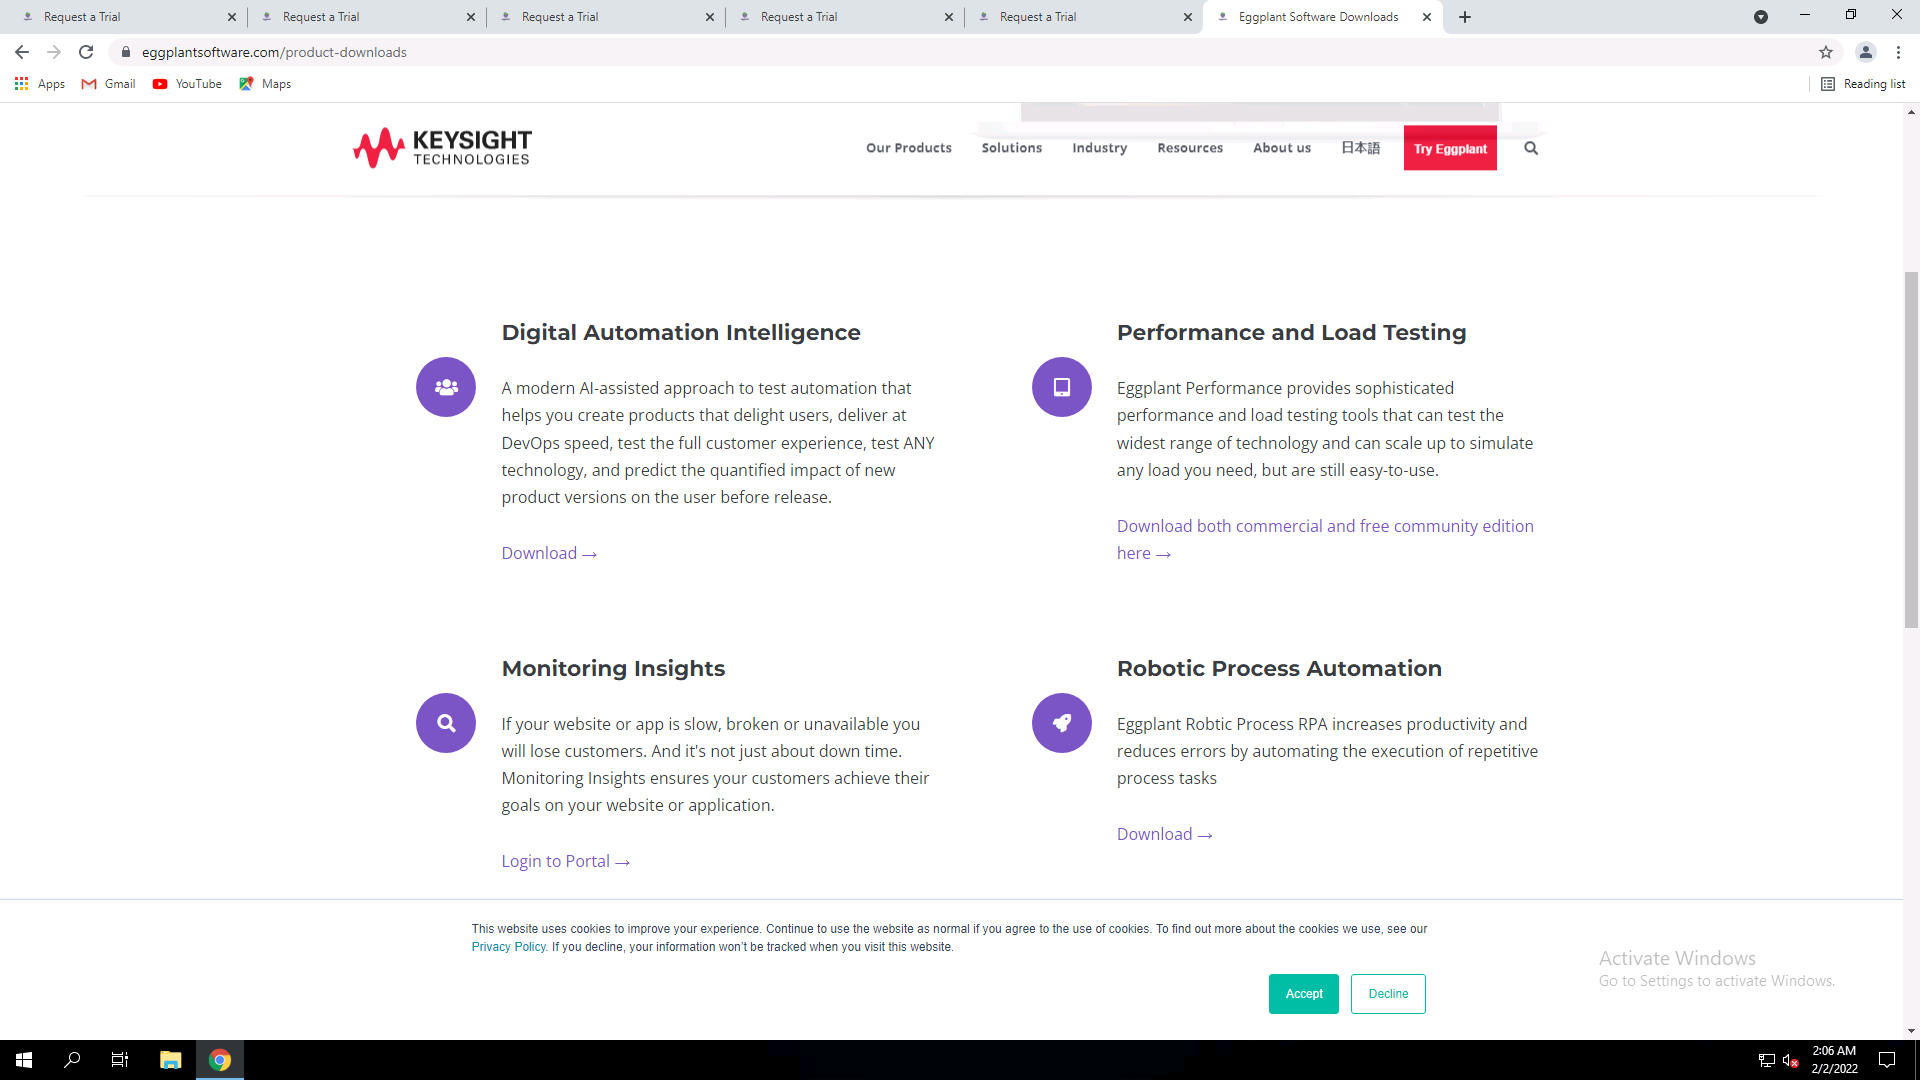 Request a Trial
Request a Trial
Request a Trial
Request a Trial
Request a Trial
Eggplant Software Downloads
eggplantsoftware.com/product-downloads
Apps
Gmail
YouTube
Maps
Reading list
KEYSIGHT
TECHNOLOGIES
Our Products
Solutions
Industry
Resources
About us
日本語
Try Eggplant
Digital Automation Intelligence
A modern AI-assisted approach to test automation that
helps you create products that delight users, deliver at
DevOps speed, test the full customer experience, test ANY
technology, and predict the quantified impact of new
product versions on the user before release.
Download →
Performance and Load Testing
Eggplant Performance provides sophisticated
performance and load testing tools that can test the
widest range of technology and can scale up to simulate
any load you need, but are still easy-to-use.
Download both commercial and free community edition
here →
Monitoring Insights
If your website or app is slow, broken or unavailable you
will lose customers. And it's not just about down time.
Monitoring Insights ensures your customers achieve their
goals on your website or application.
Login to Portal →
Robotic Process Automation
Eggplant Robtic Process RPA increases productivity and
reduces errors by automating the execution of repetitive
process tasks
Download →
This website uses cookies to improve your experience. Continue to use the website as normal if you agree to the use of cookies. To find out more about the cookies we use, see our
Privacy Policy. If you decline, your information won't be tracked when you visit this website.
Accept
Decline
Activate Windows
Go to Settings to activate Windows.
2:06 AM
2/2/2022